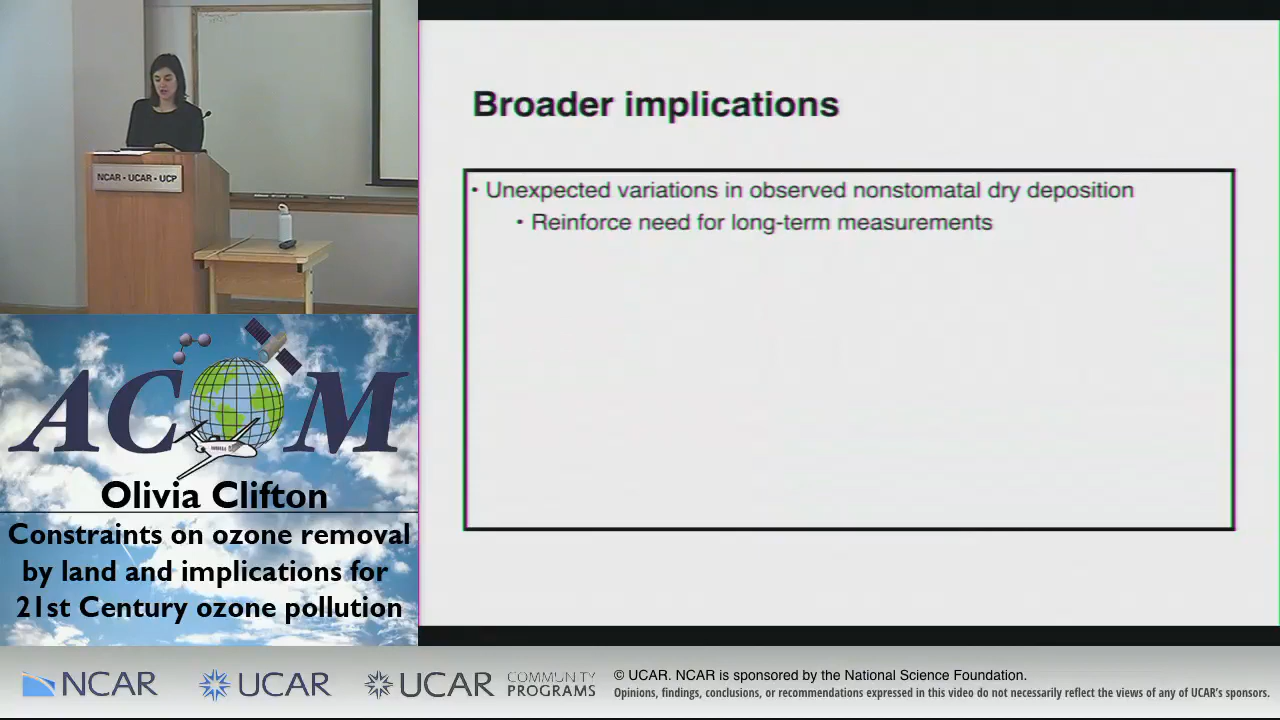 NCAR - UCAR - UCP
Broader implications
• Unexpected variations in observed nonstomatal dry deposition
• Reinforce need for long-term measurements
ACOM
Olivia Clifton
Constraints on ozone removal
by land and implications for
21st Century ozone pollution
NCAR
UCAR
UCAR
COMMUNITY
PROGRAMS
© UCAR. NCAR is sponsored by the National Science Foundation.
Opinions, findings, conclusions, or recommendations expressed in this video do not necessarily reflect the views of any of UCAR's sponsors.